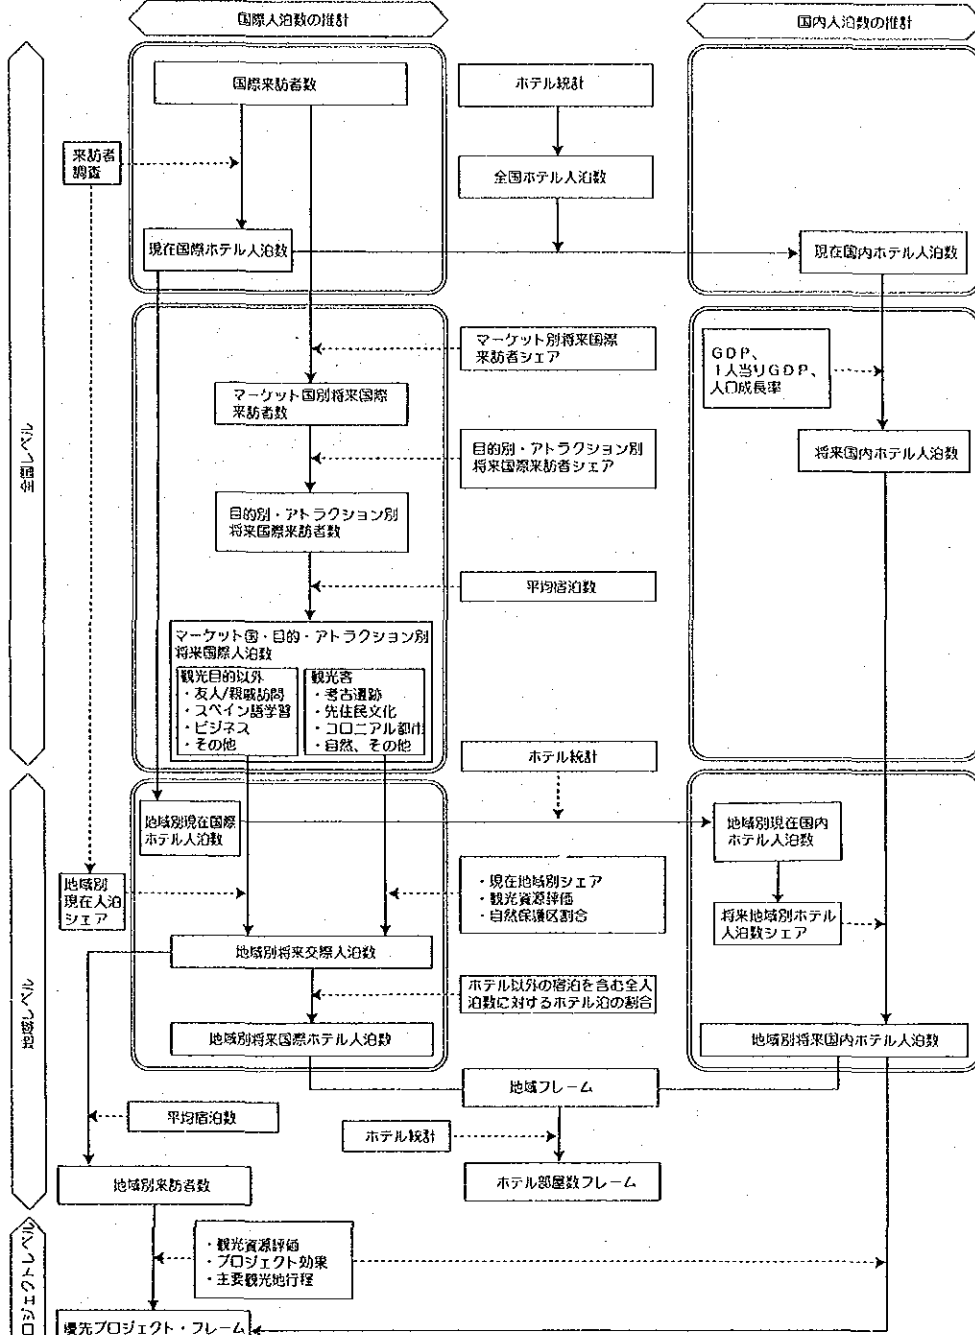 国際人泊数の推計
国内人泊数の推計
国際来訪者数
ホテル統計
来訪者
調査
全国ホテル人泊数
現在国際ホテル人泊数
現在国内ホテル人泊数
マーケット別将来国際
来訪者シェア
GDP、
1人当りGDP、
人口成長率
マーケット国別将来国際
来訪者数
全国レベル
目的別・アトラクション別
将来国際来訪者シェア
将来国内ホテル人泊数
目的別・アトラクション別
将来国際来訪者数
平均宿泊数
マーケット国・目的・アトラクション別
将来国際人泊数
観光目的以外
・友人/親戚訪問
・スペイン語学習
・ビジネス
・その他
観光客
・考古遺跡
・先住民文化
・コロニアル都市
・自然、その他
ホテル統計
地域別現在国際
ホテル人泊数
地域別現在国内
ホテル人泊数
地域別
現在人泊
シェア
・現在地域別シェア
・観光資源評価
・自然保護区割合
将来地域別ホテル
人泊数シェア
地域別将来交際人泊数
地域レベル
ホテル以外の宿泊を含む全人
泊数に対するホテル泊の割合
地域別将来国際ホテル人泊数
地域別将来国内ホテル人泊数
地域フレーム
平均宿泊数
ホテル統計
地域別来訪者数
ホテル部屋数フレーム
ロジェクトレベル
・観光資源評価
・プロジェクト効果
・主要観光地行程
優先プロジェクト・フレーム